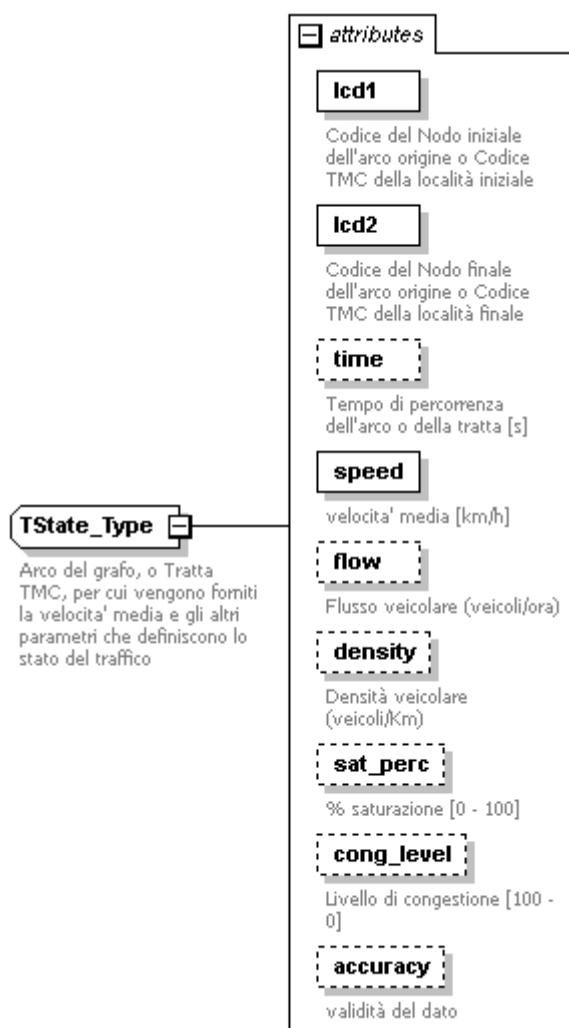 attributes
lcd1
Codice del Nodo iniziale
dell'arco origine o Codice
TMC della località iniziale
lcd2
Codice del Nodo finale
dell'arco origine o Codice
TMC della località finale
time
Tempo di percorrenza
dell'arco o della tratta [s]
speed
velocita' media [km/h]
TState_Type
Arco del grafo, o Tratta
TMC, per cui vengono forniti
la velocita' media e gli altri
parametri che definiscono lo
stato del traffico
flow
Flusso veicolare (veicoli/ora)
density
Densità veicolare
(veicoli/Km)
sat_perc
% saturazione [0 - 100]
cong_level
Livello di congestione [100 -
0]
accuracy
validità del dato